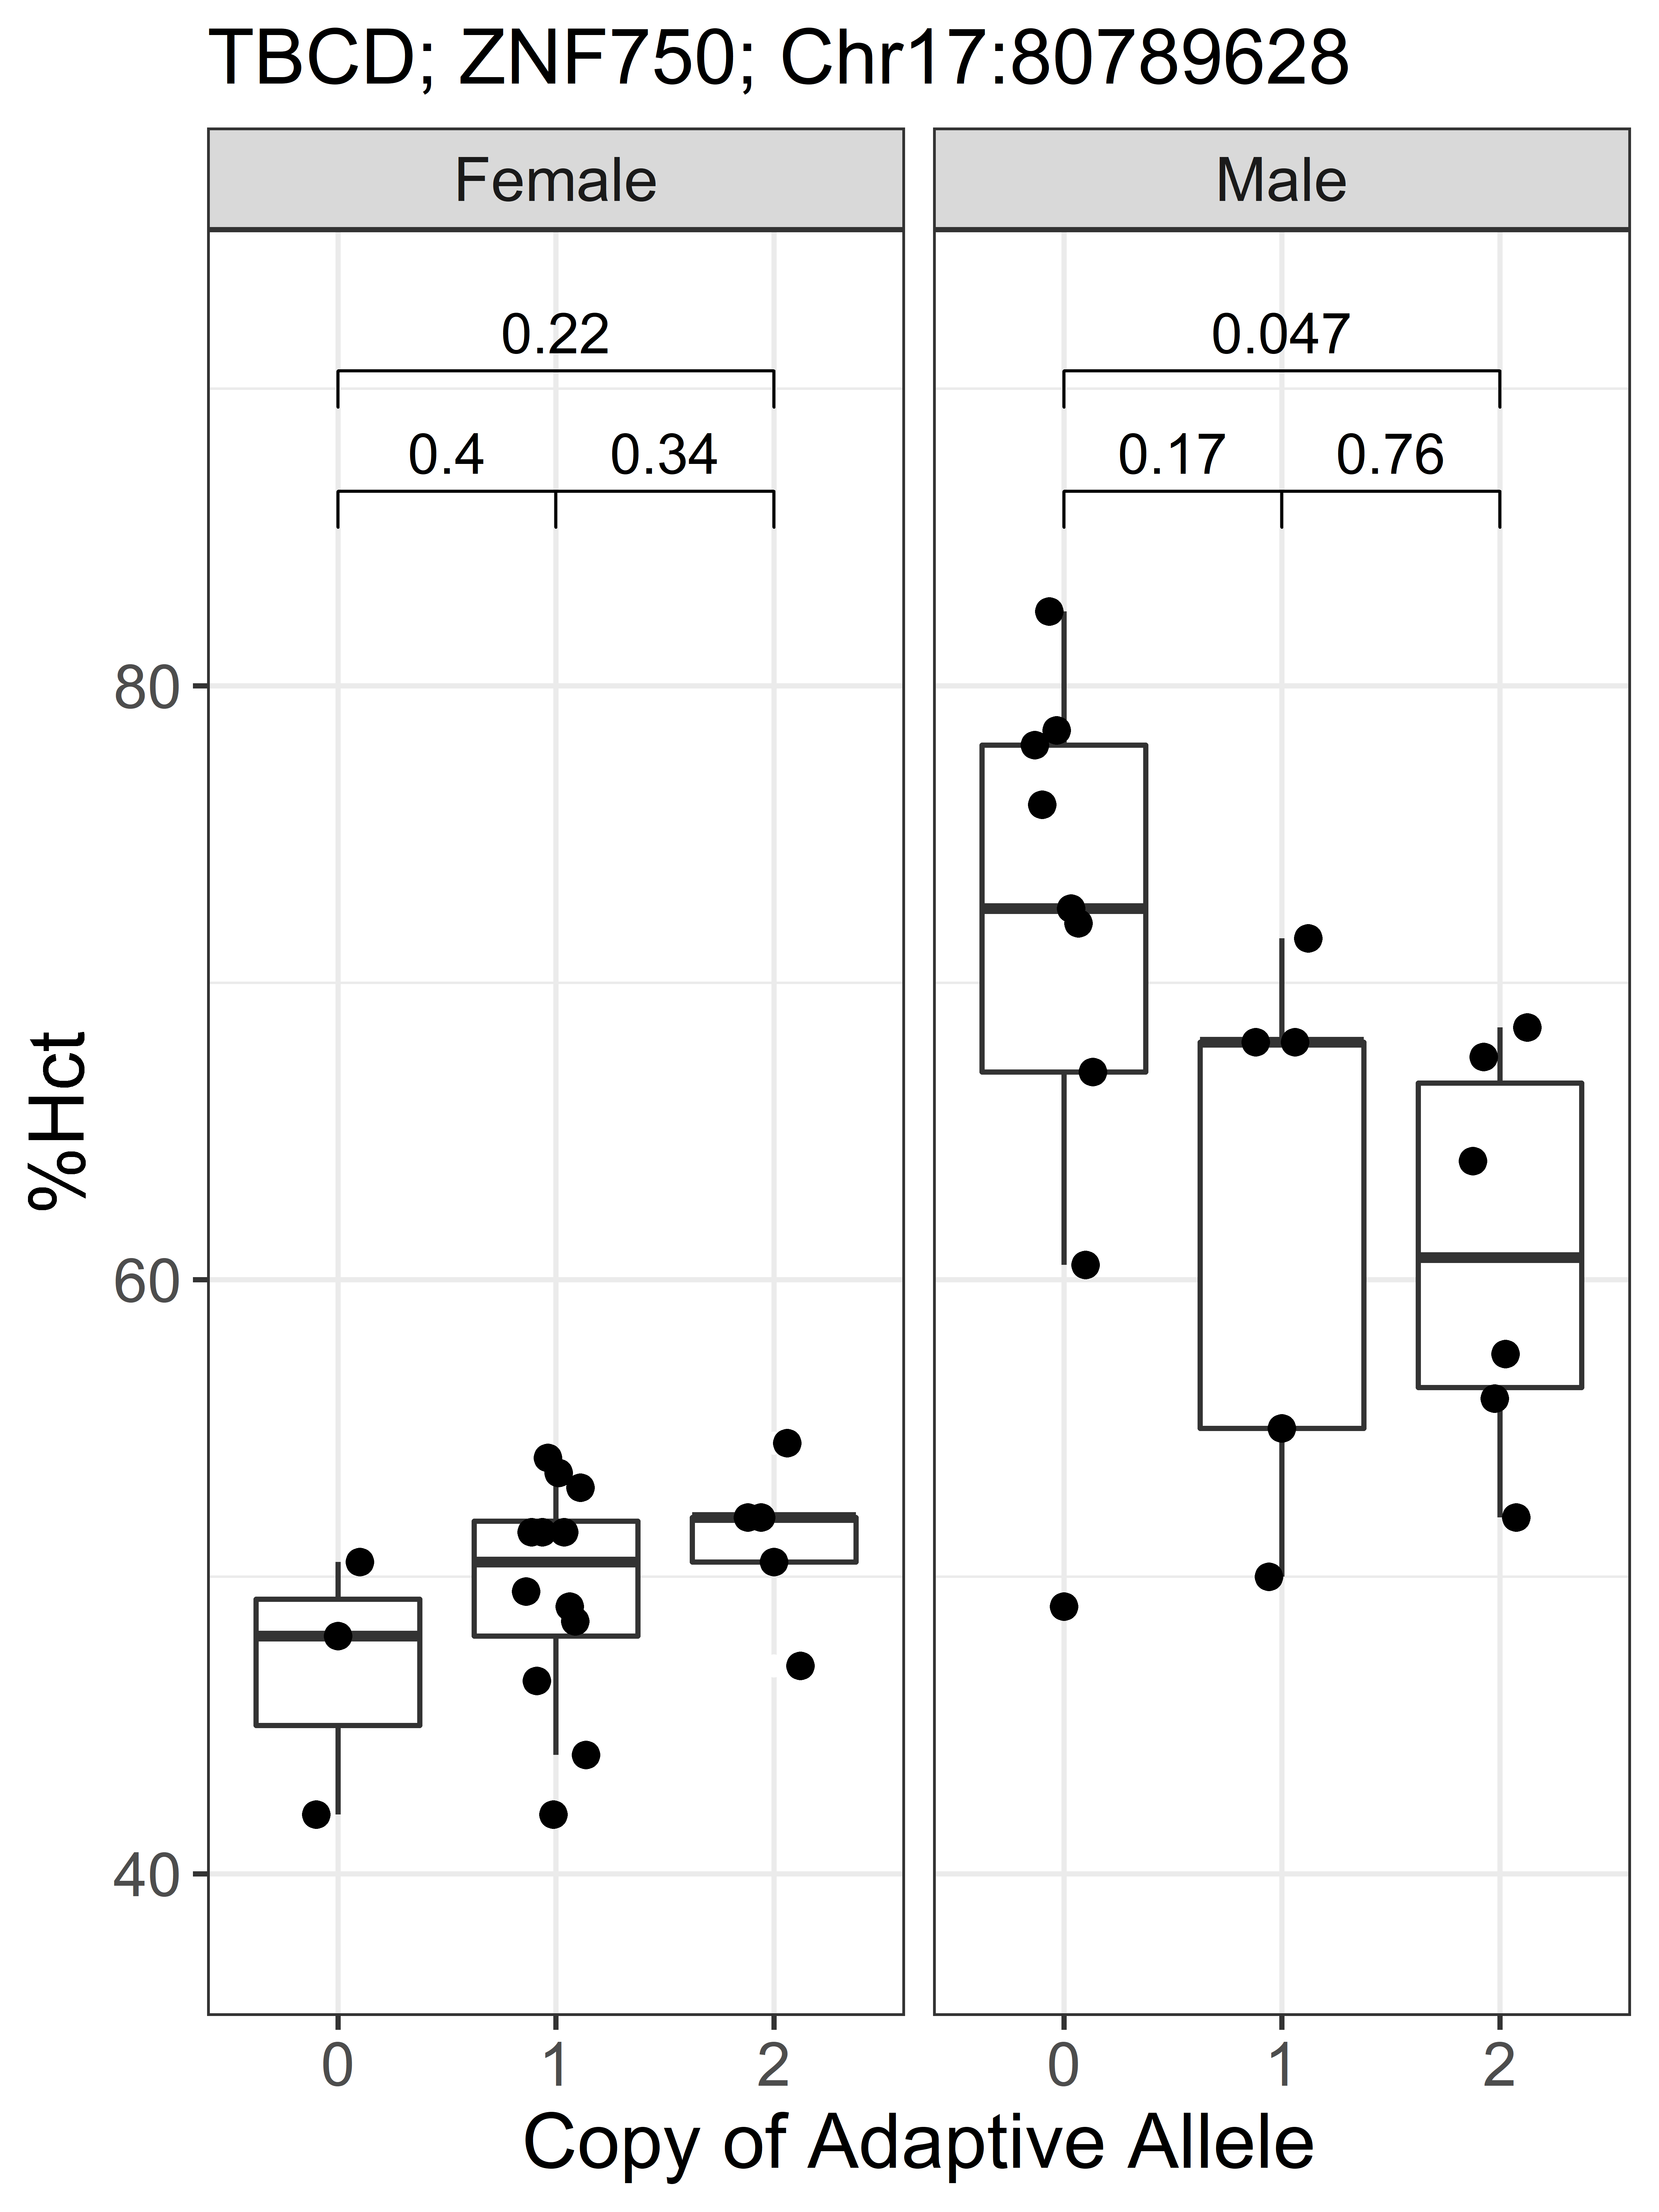 TBCD; ZNF750; Chr17:80789628
Female Male
0.22 0.047
0.4 0.34 0.17 0.76
80
60
40
%Hct
0 1 2 0 1 2
Copy of Adaptive Allele